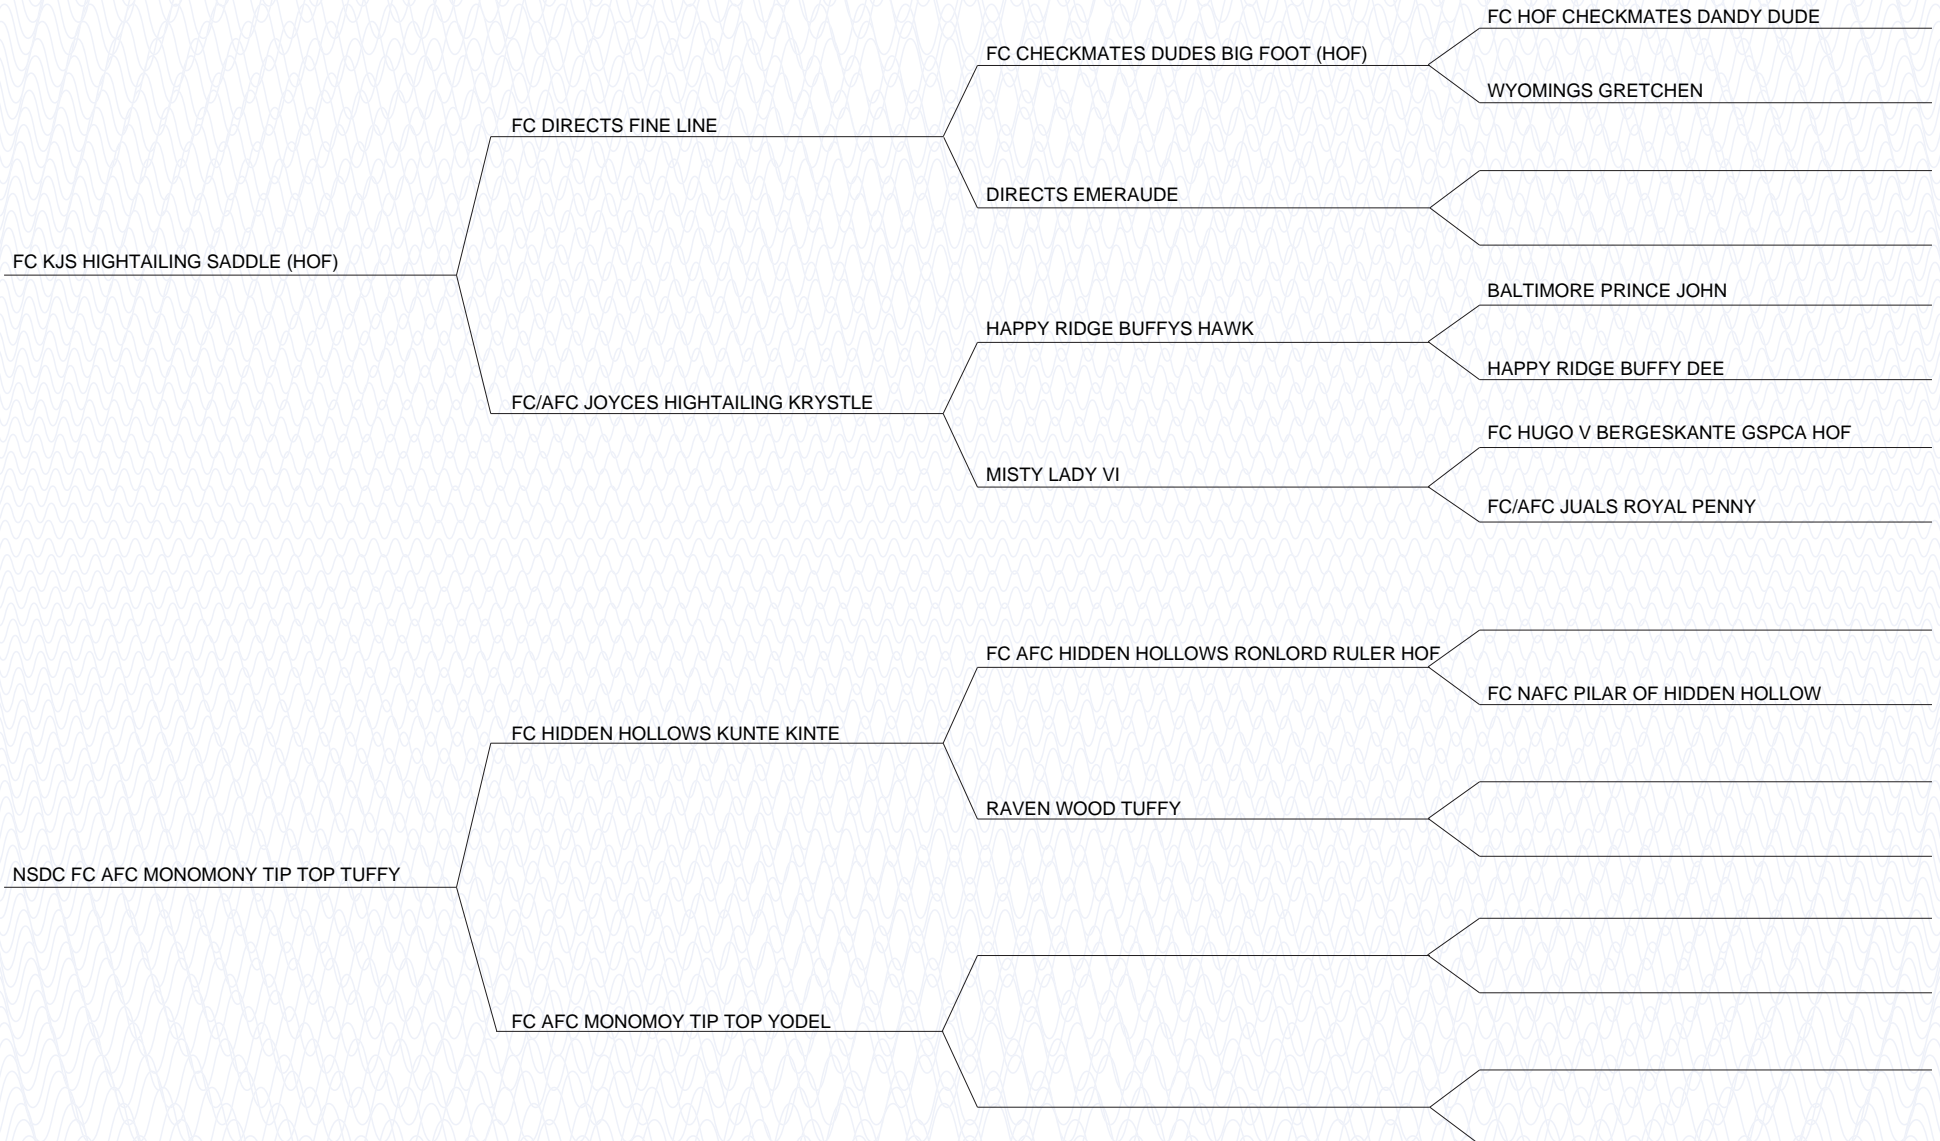 FC HOF CHECKMATES DANDY DUDE
FC CHECKMATES DUDES BIG FOOT (HOF)
WYOMINGS GRETCHEN
FC DIRECTS FINE LINE
DIRECTS EMERAUDE
FC KJS HIGHTAILING SADDLE (HOF)
BALTIMORE PRINCE JOHN
HAPPY RIDGE BUFFYS HAWK
HAPPY RIDGE BUFFY DEE
FC/AFC JOYCES HIGHTAILING KRYSTLE
FC HUGO V BERGESKANTE GSPCA HOF
MISTY LADY VI
FC/AFC JUALS ROYAL PENNY
FC AFC HIDDEN HOLLOWS RONLORD RULER HOF
FC NAFC PILAR OF HIDDEN HOLLOW
FC HIDDEN HOLLOWS KUNTE KINTE
RAVEN WOOD TUFFY
NSDC FC AFC MONOMONY TIP TOP TUFFY
FC AFC MONOMOY TIP TOP YODEL